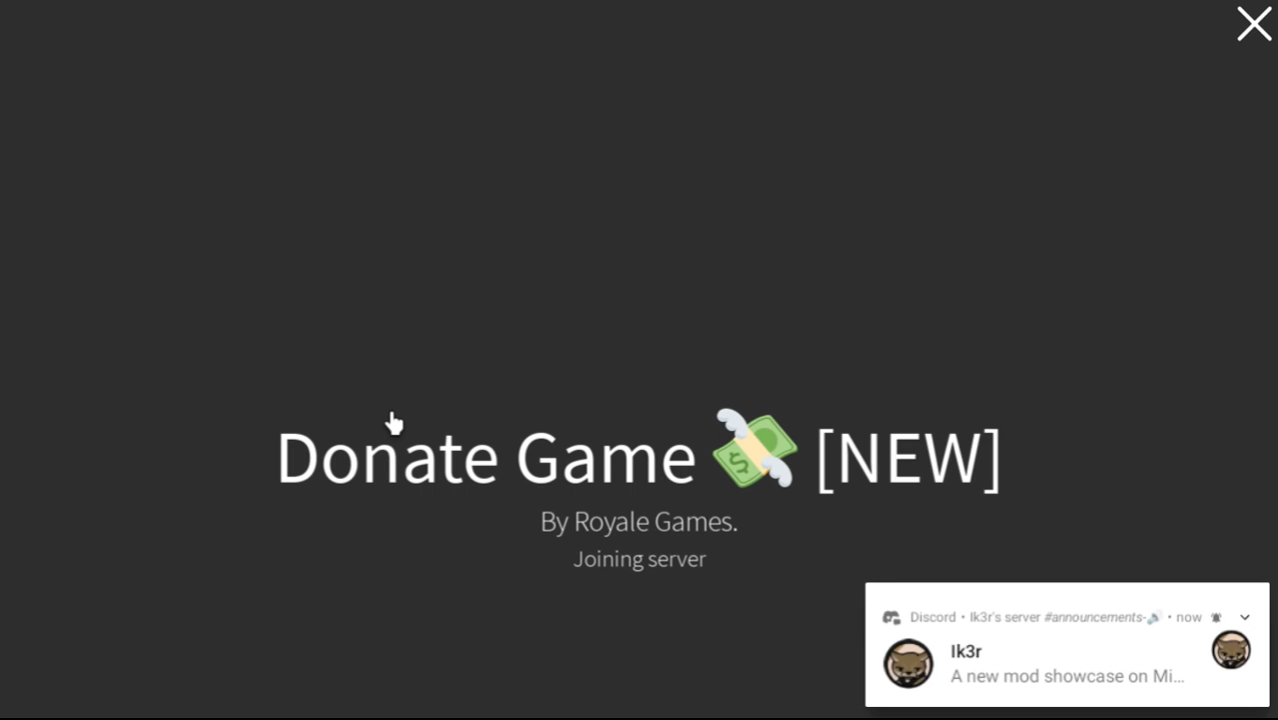 Donate Game 💸 [NEW]
By Royale Games.
Joining server
Discord • Ik3r's server #announcements-🔊 • now
Ik3r
A new mod showcase on Mi...